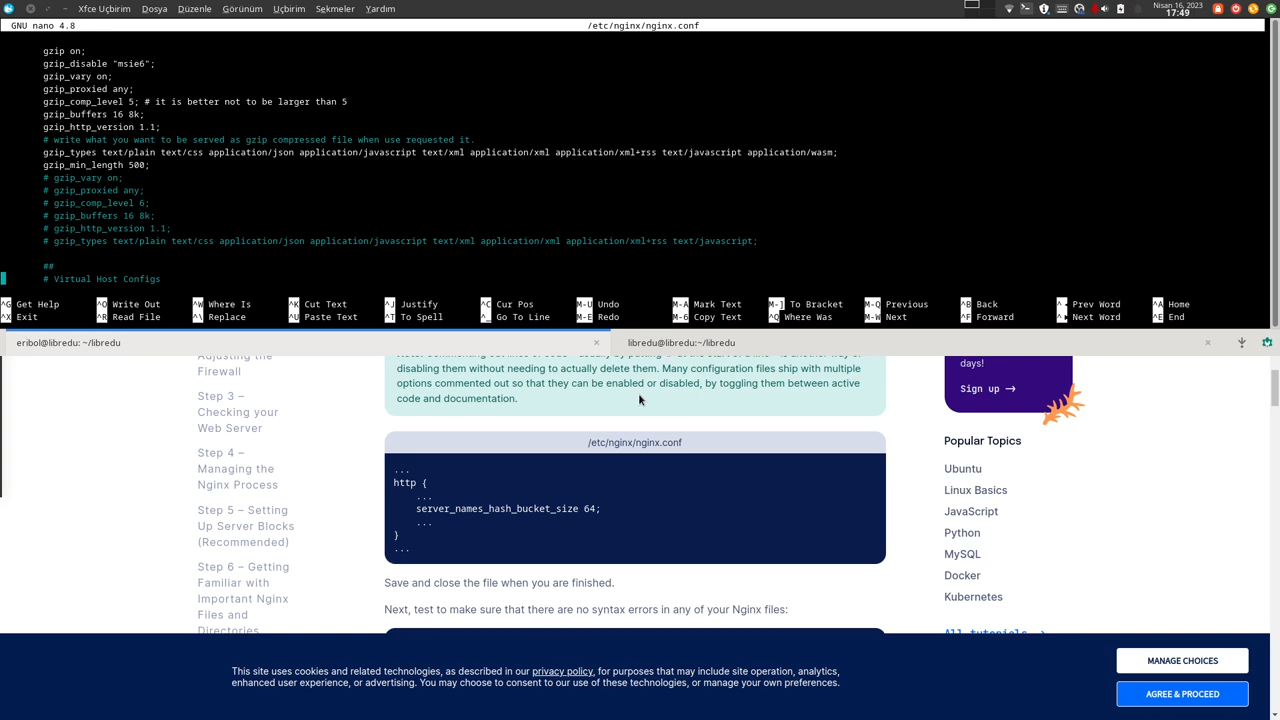 Xfce Uçbirim Dosya Düzenle Görünüm Uçbirim Sekmeler Yardım
Nisan 16, 2023
17:49
GNU nano 4.8 /etc/nginx/nginx.conf
gzip on;
gzip_disable "msie6";
gzip_vary on;
gzip_proxied any;
gzip_comp_level 5; # it is better not to be larger than 5
gzip_buffers 16 8k;
gzip_http_version 1.1;
# write what you want to be served as gzip compressed file when use requested it.
gzip_types text/plain text/css application/json application/javascript text/xml application/xml application/xml+rss text/javascript application/wasm;
gzip_min_length 500;
# gzip_vary on;
# gzip_proxied any;
# gzip_comp_level 6;
# gzip_buffers 16 8k;
# gzip_http_version 1.1;
# gzip_types text/plain text/css application/json application/javascript text/xml application/xml application/xml+rss text/javascript;
##
# Virtual Host Configs
^G Get Help ^O Write Out ^W Where Is ^K Cut Text ^J Justify ^C Cur Pos M-U Undo M-A Mark Text M-] To Bracket M-Q Previous ^B Back ^◂ Prev Word ^A Home
^X Exit ^R Read File ^\ Replace ^U Paste Text ^T To Spell ^_ Go To Line M-E Redo M-6 Copy Text ^Q Where Was M-W Next ^F Forward ^▸ Next Word ^E End
eribol@libredu: ~/libredu × libredu@libredu:~/libredu ×
Adjusting the
Firewall
Step 3 –
Checking your
Web Server
Step 4 –
Managing the
Nginx Process
Step 5 – Setting
Up Server Blocks
(Recommended)
Step 6 – Getting
Familiar with
Important Nginx
Files and
Directories
disabling them without needing to actually delete them. Many configuration files ship with multiple
options commented out so that they can be enabled or disabled, by toggling them between active
code and documentation.
/etc/nginx/nginx.conf
...
http {
...
server_names_hash_bucket_size 64;
...
}
...
Save and close the file when you are finished.
Next, test to make sure that there are no syntax errors in any of your Nginx files:
days!
Sign up →
Popular Topics
Ubuntu
Linux Basics
JavaScript
Python
MySQL
Docker
Kubernetes
All tutorials →
This site uses cookies and related technologies, as described in our privacy policy, for purposes that may include site operation, analytics,
enhanced user experience, or advertising. You may choose to consent to our use of these technologies, or manage your own preferences.
MANAGE CHOICES
AGREE & PROCEED